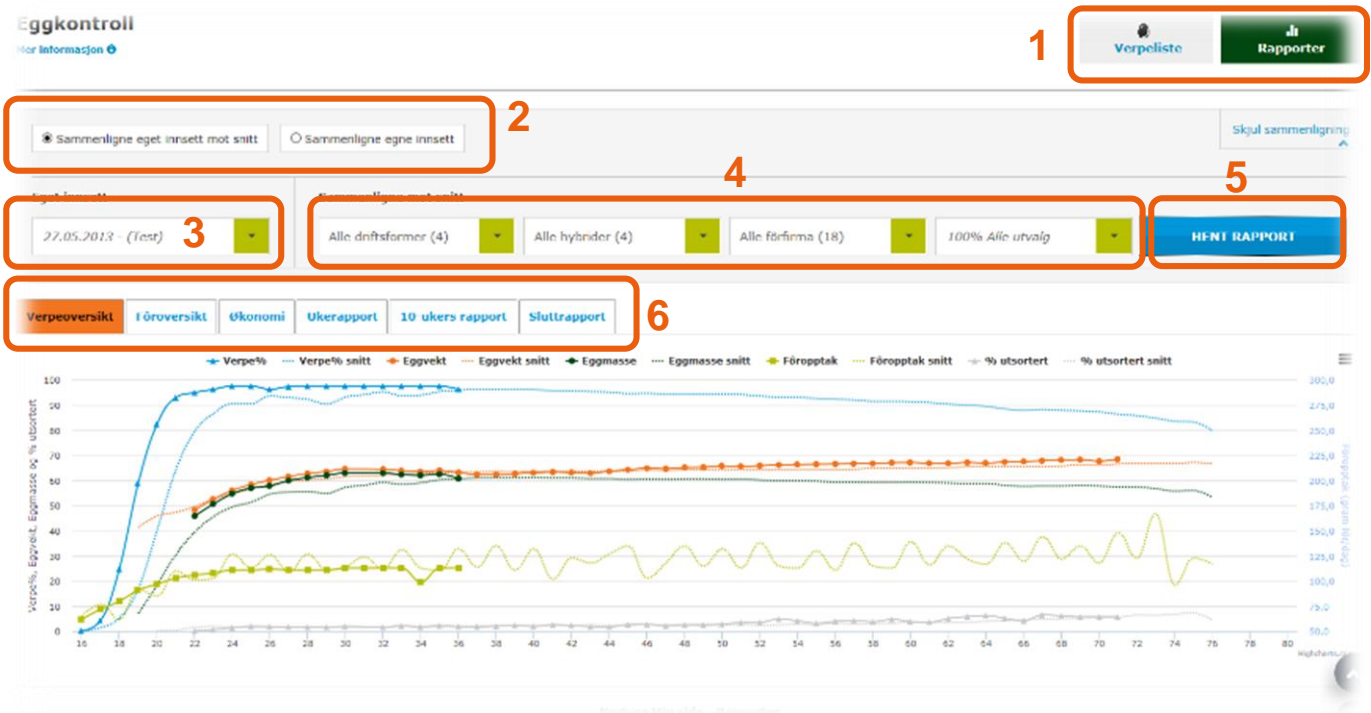 Eggkontroll
Mer informasjon
1
Verpeliste
Rapporter
2
Sammenligne eget innsett mot snitt
Sammenligne egne innsett
Skjul sammenligning
Eget innsett
Sammenligne mot snitt
4
5
3
27.05.2013 - (Test)
Alle driftsformer (4)
Alle hybrider (4)
Alle fôrfirma (18)
100% Alle utvalg
HENT RAPPORT
Verpeoversikt
Fôroversikt
Økonomi
Ukerapport
10 ukers rapport
Sluttrapport
6
Verpe% Verpe% snitt Eggvekt Eggvekt snitt Eggmasse Eggmasse snitt Fôropptak Fôropptak snitt % utsortert % utsortert snitt
Verpe%, Eggvekt, Eggmasse og % utsortert
100
90
80
70
60
50
40
30
20
10
0
300,0
275,0
250,0
225,0
200,0
175,0
150,0
125,0
100,0
75,0
50,0
Fôropptak (gram fôr/dag)
16 18 20 22 24 26 28 30 32 34 36 38 40 42 44 46 48 50 52 54 56 58 60 62 64 66 68 70 72 74 76 78 80